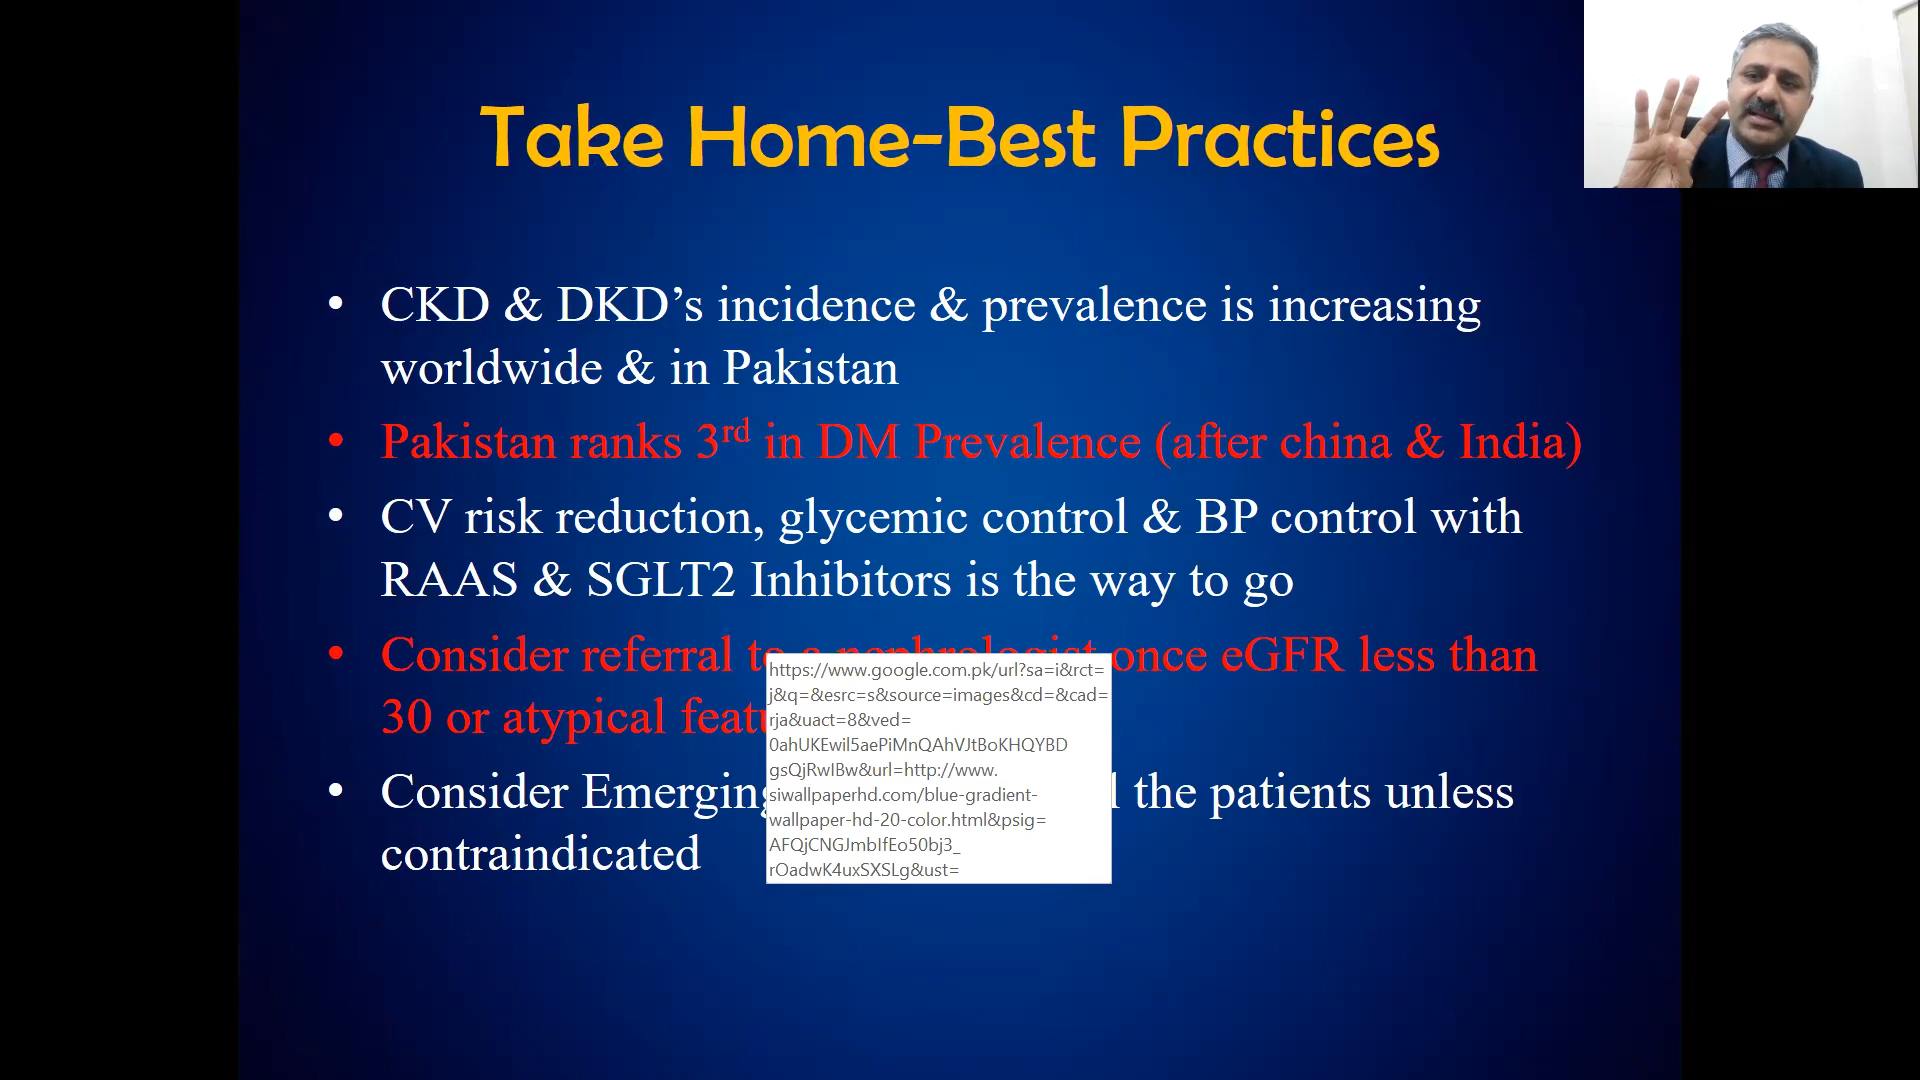 Take Home-Best Practices
• CKD & DKD’s incidence & prevalence is increasing
worldwide & in Pakistan
• Pakistan ranks 3rd in DM Prevalence (after china & India)
• CV risk reduction, glycemic control & BP control with
RAAS & SGLT2 Inhibitors is the way to go
• Consider referral to a nephrologist once eGFR less than
30 or atypical
• Consider Emerging the patients unless
contraindicated
https://www.google.com.pk/url?sa=i&rct=
j&q=&esrc=s&source=images&cd=&cad=
rja&uact=8&ved=
0ahUKEwil5aePiMnQAhVJtBoKHQYBD
gsQjRwIBw&url=http://www.
siwallpaperhd.com/blue-gradient-
wallpaper-hd-20-color.html&psig=
AFQjCNGJmbIfEo50bj3_
rOadwK4uxSXSLg&ust=